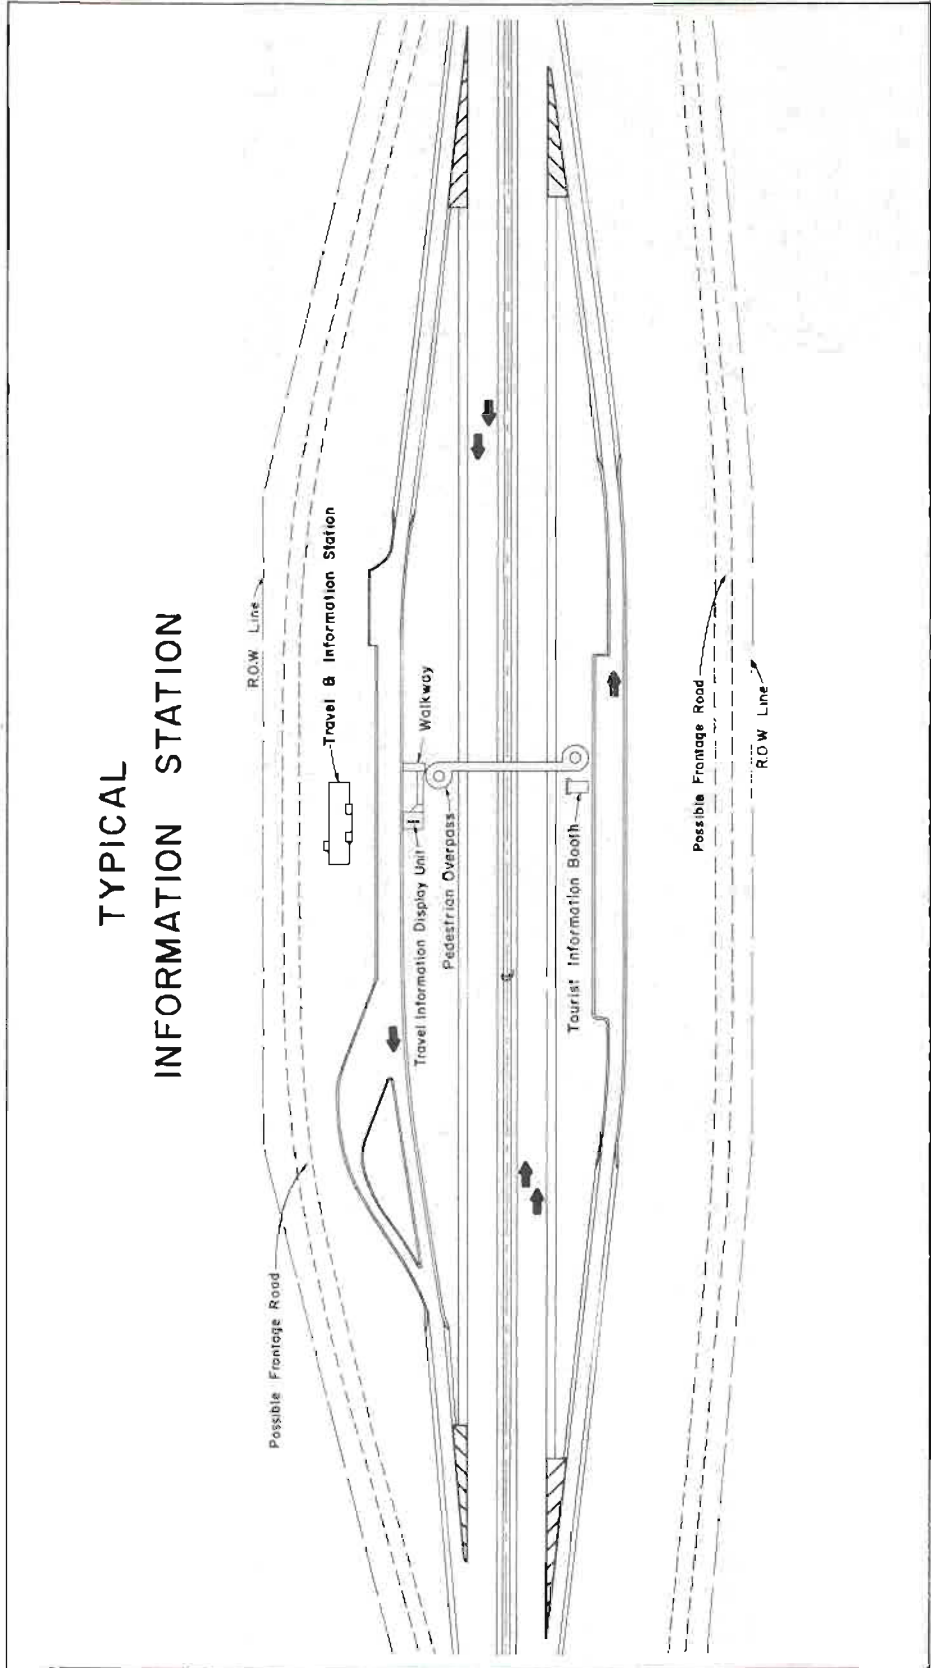 TYPICAL
INFORMATION STATION
R.O.W Line
Travel & Information Station
Walkway
Travel Information Display Unit
Pedestrian Overpass
Tourist Information Booth
Possible Frontage Road
Possible Frontage Road
R.O.W Line